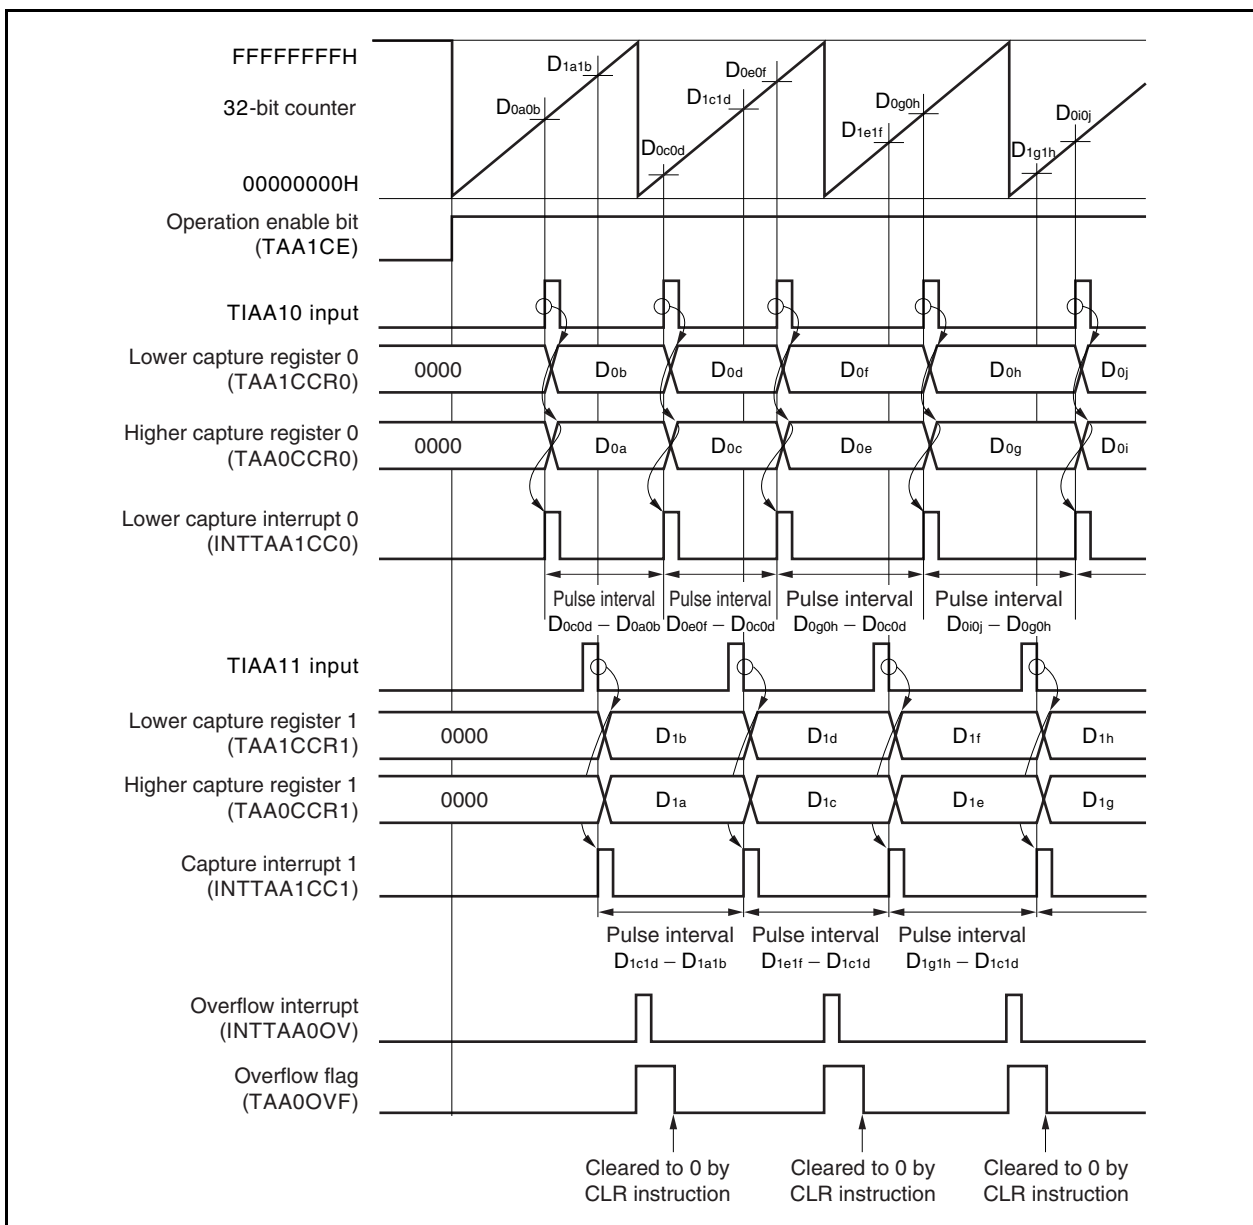 FFFFFFFFH
32-bit counter
00000000H
D0a0b
D1a1b
D0c0d
D1c1d
D0e0f
D1e1f
D0g0h
D1g1h
D0i0j
Operation enable bit
(TAA1CE)
TIAA10 input
Lower capture register 0
(TAA1CCR0)
0000 D0b D0d D0f D0h D0j
Higher capture register 0
(TAA0CCR0)
0000 D0a D0c D0e D0g D0i
Lower capture interrupt 0
(INTTAA1CC0)
Pulse interval Pulse interval Pulse interval Pulse interval
D0c0d – D0a0b D0e0f – D0c0d D0g0h – D0c0d D0i0j – D0g0h
TIAA11 input
Lower capture register 1
(TAA1CCR1)
0000 D1b D1d D1f D1h
Higher capture register 1
(TAA0CCR1)
0000 D1a D1c D1e D1g
Capture interrupt 1
(INTTAA1CC1)
Pulse interval Pulse interval Pulse interval
D1c1d – D1a1b D1e1f – D1c1d D1g1h – D1c1d
Overflow interrupt
(INTTAA0OV)
Overflow flag
(TAA0OVF)
Cleared to 0 by Cleared to 0 by Cleared to 0 by
CLR instruction CLR instruction CLR instruction